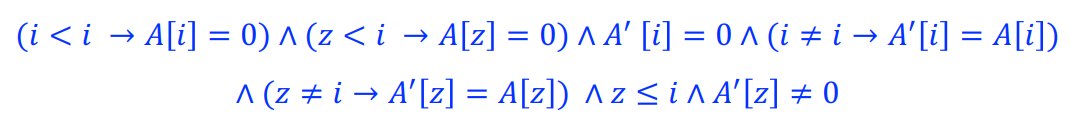 (i < i → A[i] = 0) ∧ (z < i → A[z] = 0) ∧ A′ [i] = 0 ∧ (i ≠ i → A′[i] = A[i])
∧ (z ≠ i → A′[z] = A[z]) ∧ z ≤ i ∧ A′[z] ≠ 0